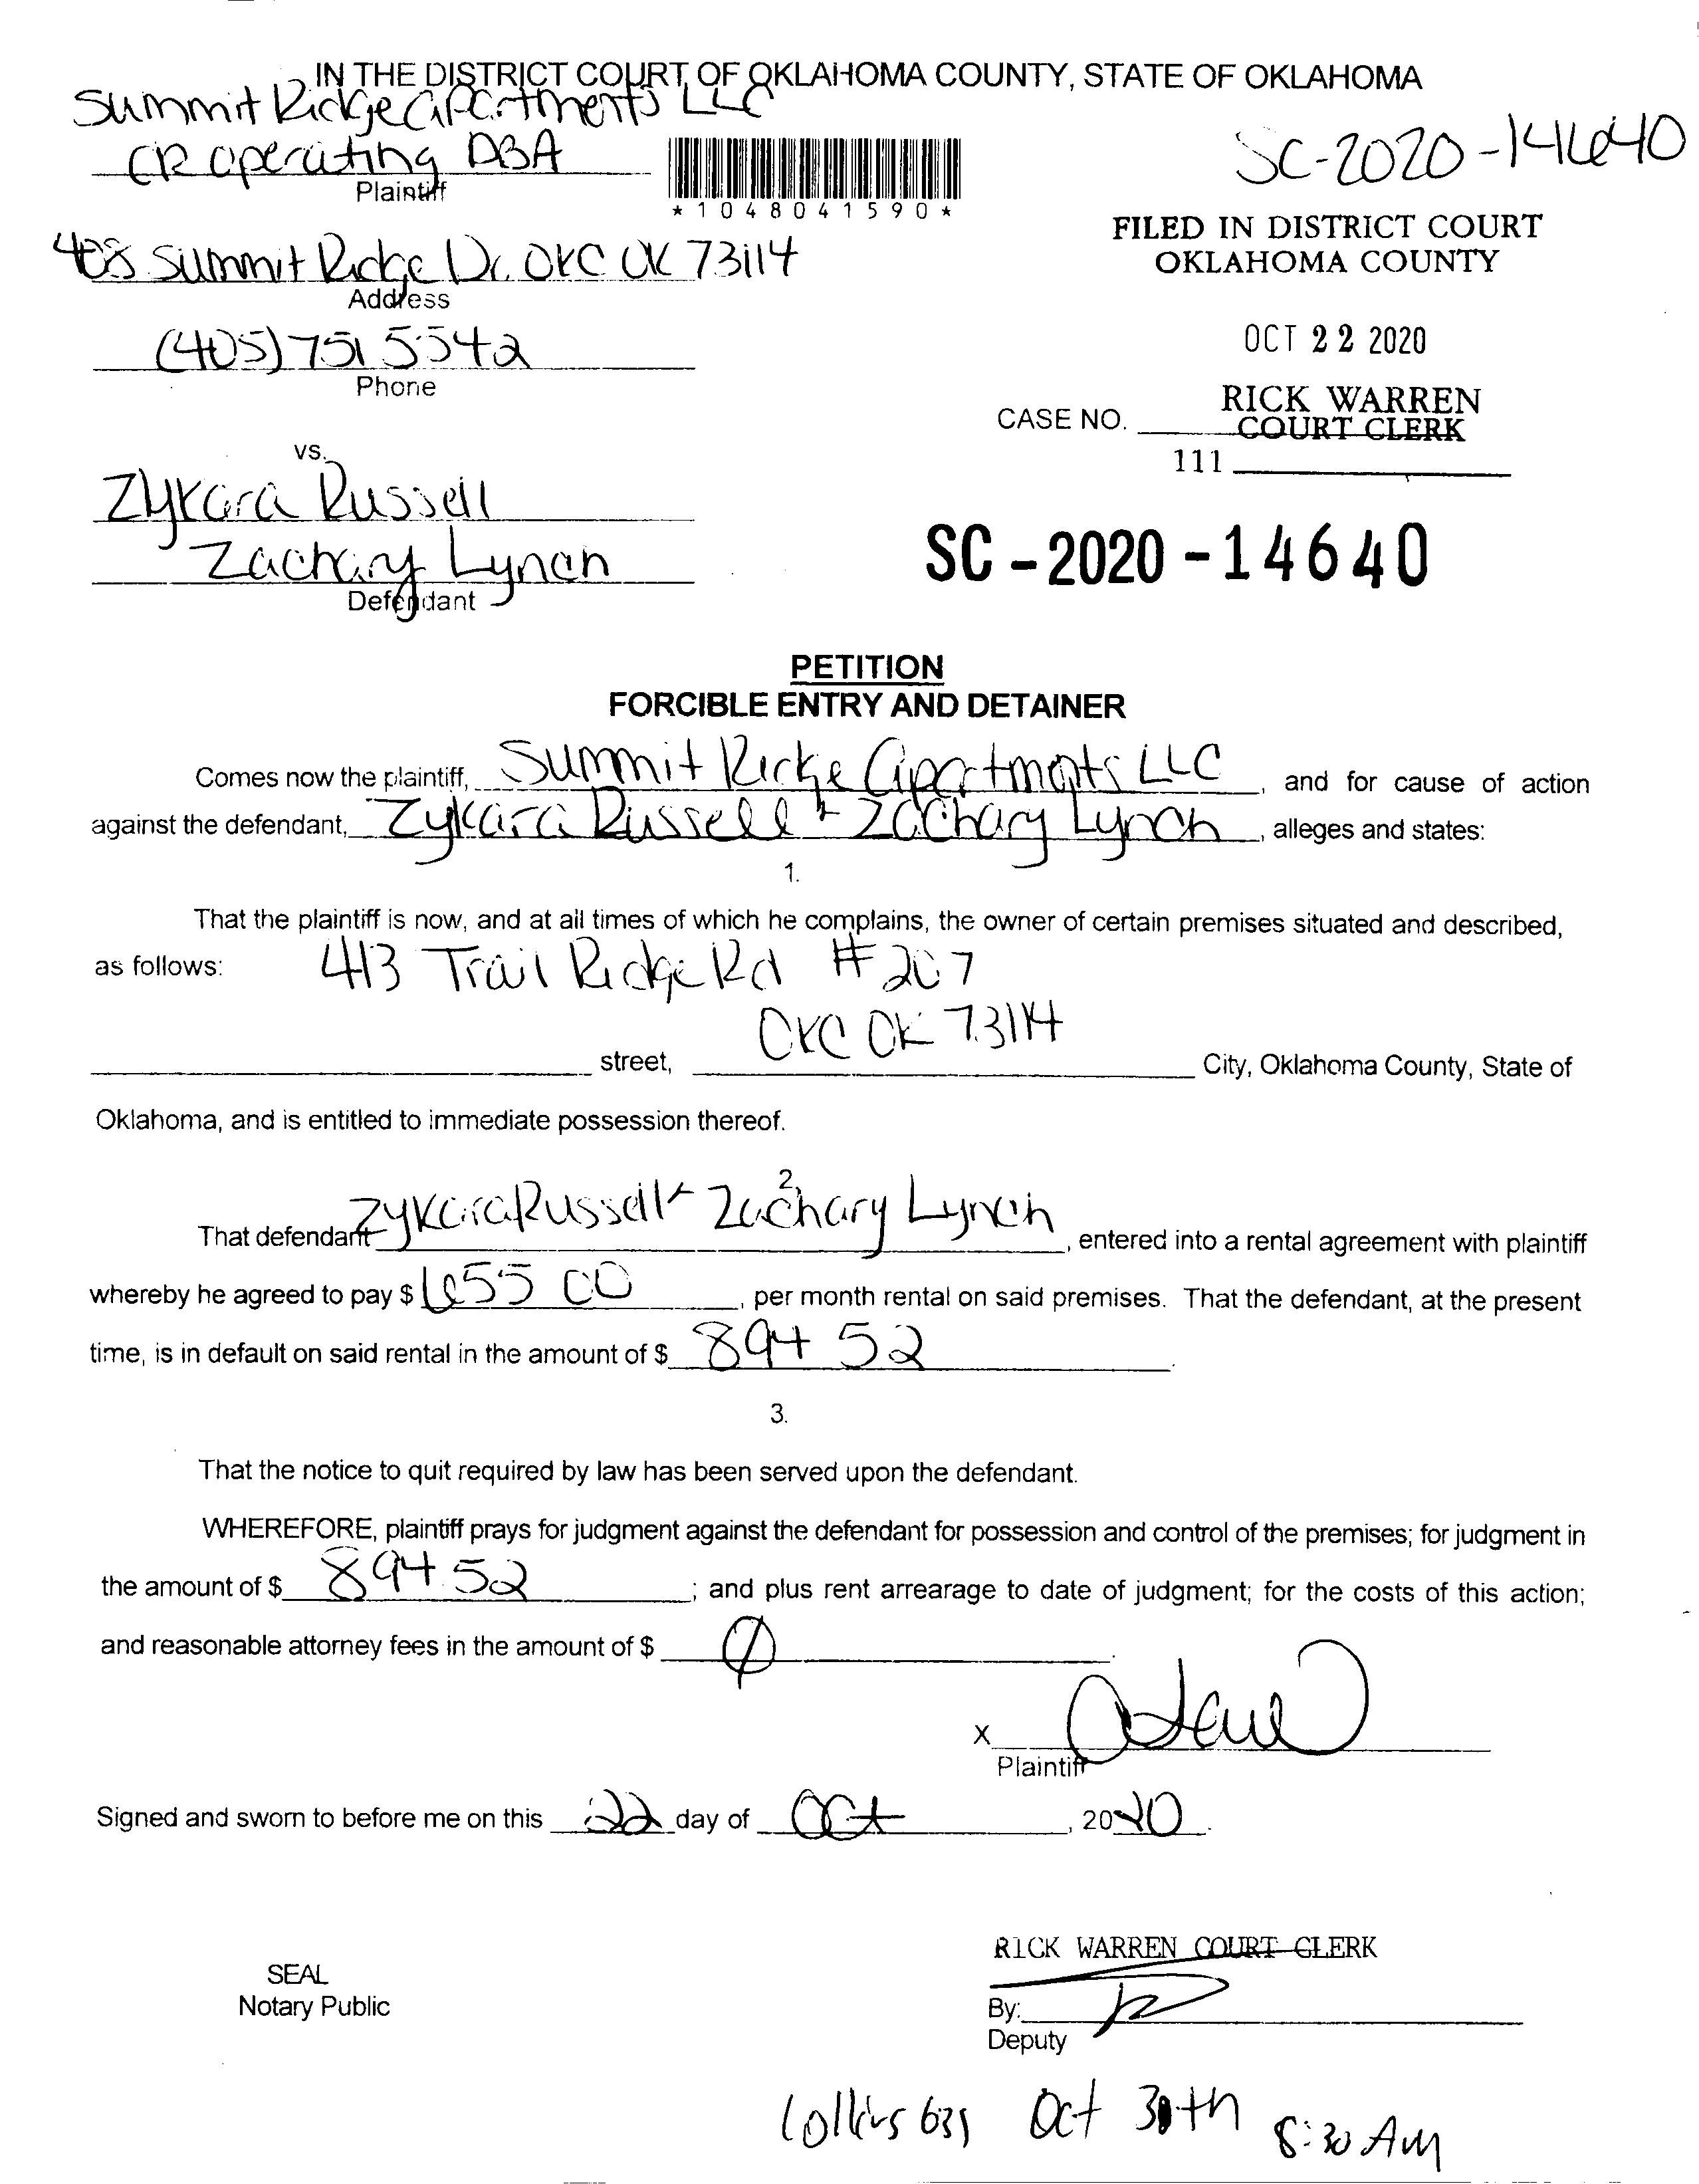 IN THE DISTRICT COURT OF OKLAHOMA COUNTY, STATE OF OKLAHOMA
Summit Ridge Apartments LLC
CR Operating DBA
Plaintiff
*1048041590*
SC-2020-14640
FILED IN DISTRICT COURT
OKLAHOMA COUNTY
408 Summit Ridge Dr. OKC OK 73114
Address
OCT 22 2020
(405) 751 5542
Phone
RICK WARREN
CASE NO. COURT CLERK
111
vs.
Zykara Russell
Zachary Lynch
Defendant
SC-2020-14640
PETITION
FORCIBLE ENTRY AND DETAINER
Comes now the plaintiff, Summit Ridge Apartments LLC, and for cause of action
against the defendant, Zykara Russell + Zachary Lynch, alleges and states:
1.
That the plaintiff is now, and at all times of which he complains, the owner of certain premises situated and described,
as follows: 413 Trail Ridge Rd #207
OKC OK 73114
street, City, Oklahoma County, State of
Oklahoma, and is entitled to immediate possession thereof.
2.
That defendant Zykara Russell + Zachary Lynch, entered into a rental agreement with plaintiff
whereby he agreed to pay $ 655 00, per month rental on said premises. That the defendant, at the present
time, is in default on said rental in the amount of $ 894 52.
3.
That the notice to quit required by law has been served upon the defendant.
WHEREFORE, plaintiff prays for judgment against the defendant for possession and control of the premises; for judgment in
the amount of $ 894.52; and plus rent arrearage to date of judgment; for the costs of this action;
and reasonable attorney fees in the amount of $ Ø.
X
Plaintiff
Signed and sworn to before me on this 22 day of Oct, 2020.
RICK WARREN COURT CLERK
SEAL
Notary Public
By:
Deputy
Collins 631 Oct 30th 8:30 AM